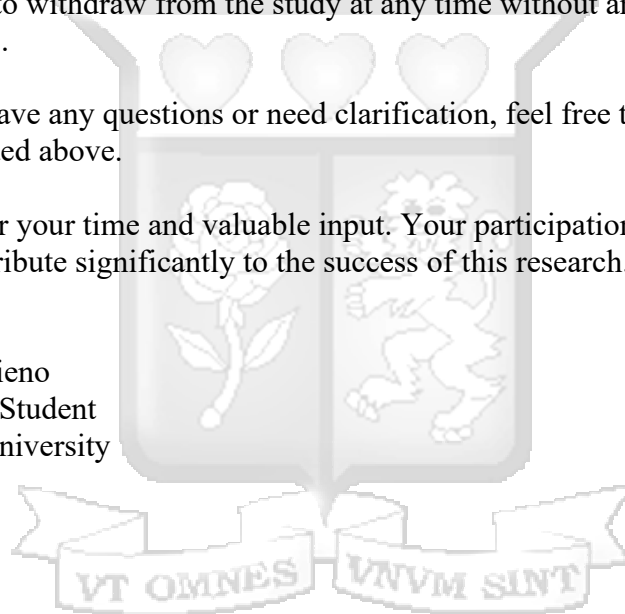 to withdraw from the study at any time without a
.
ave any questions or need clarification, feel free t
ed above.
r your time and valuable input. Your participation
ribute significantly to the success of this research.
ieno
Student
niversity
VT OMNES VNVM SINT